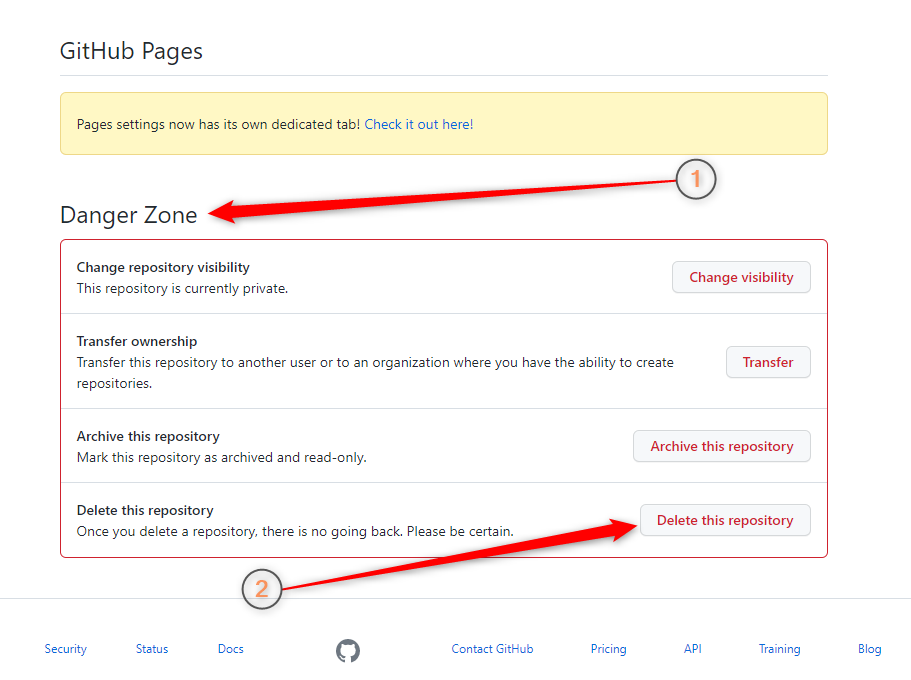 GitHub Pages
Pages settings now has its own dedicated tab! Check it out here!
1
Danger Zone
Change repository visibility
This repository is currently private.
Change visibility
Transfer ownership
Transfer this repository to another user or to an organization where you have the ability to create
repositories.
Transfer
Archive this repository
Mark this repository as archived and read-only.
Archive this repository
Delete this repository
Once you delete a repository, there is no going back. Please be certain.
Delete this repository
2
Security Status Docs Contact GitHub Pricing API Training Blog